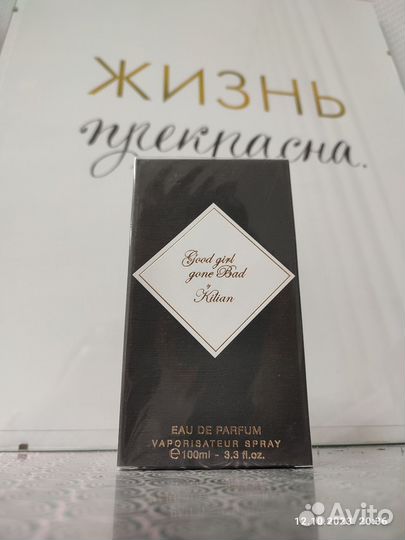 ЖИЗНЬ
прекрасна.
Good girl
gone Bad
by
Kilian
EAU DE PARFUM
VAPORISATEUR SPRAY
℮100ml - 3.3 fl.oz.
12.10.2023 20:36
Avito